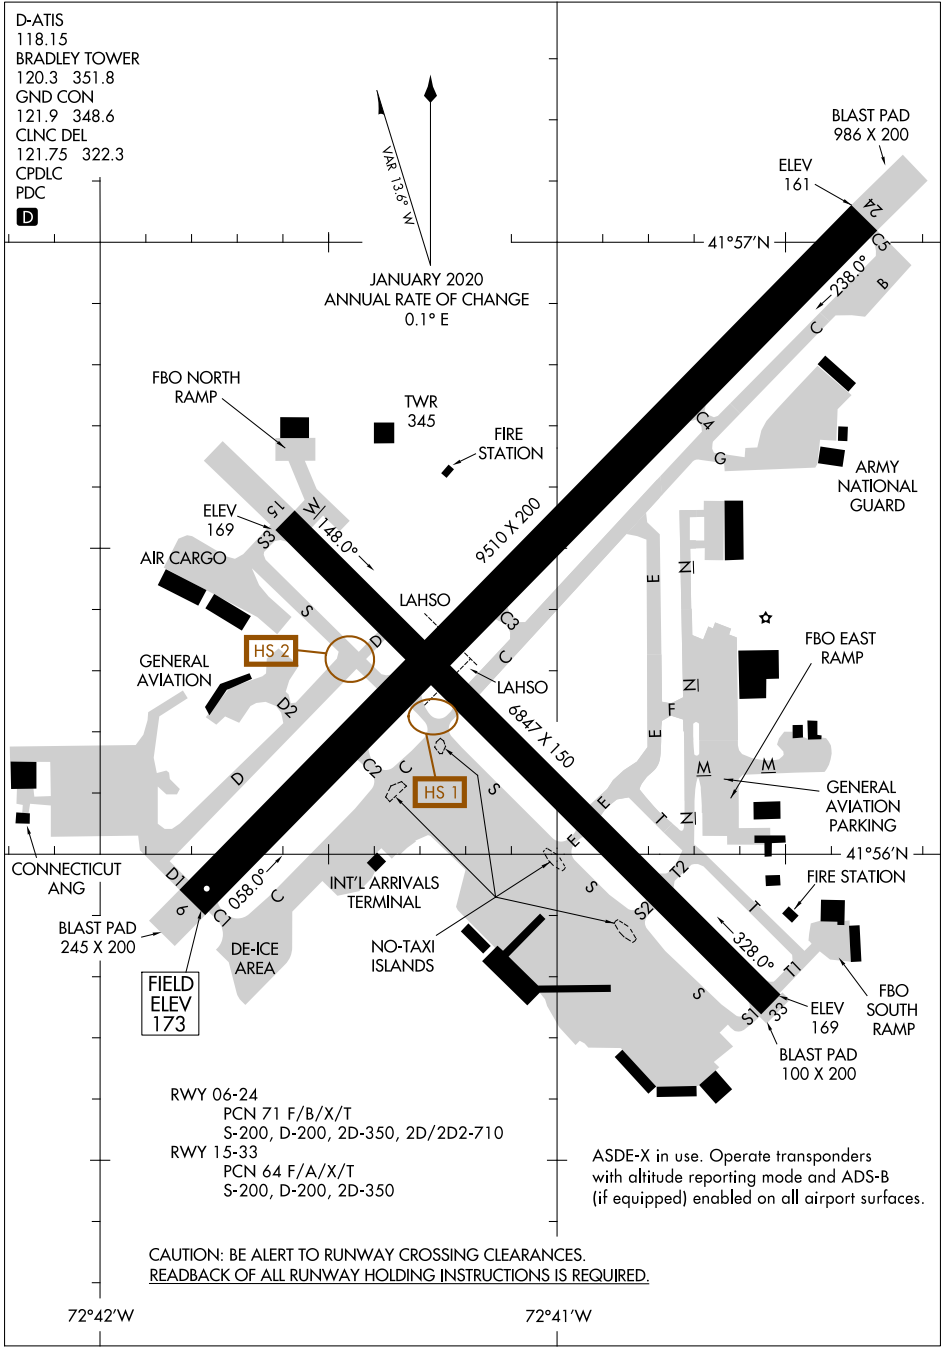 D-ATIS
118.15
BRADLEY TOWER
120.3 351.8
GND CON
121.9 348.6
CLNC DEL
121.75 322.3
CPDLC
PDC
D
VAR 13.6° W
JANUARY 2020
ANNUAL RATE OF CHANGE
0.1° E
BLAST PAD
986 X 200
ELEV
161
24
41°57'N
C5
B
238.0°
C
FBO NORTH
RAMP
TWR
345
FIRE
STATION
C4
G
ARMY
NATIONAL
GUARD
ELEV
169
15
W
S3
148.0°
9510 X 200
AIR CARGO
LAHSO
S
D
C3
C
E
N
HS 2
FBO EAST
RAMP
GENERAL
AVIATION
LAHSO
D2
N
F
6847 X 150
E
D
C2
C
S
HS 1
M
M
GENERAL
AVIATION
PARKING
E
T
N
E
41°56'N
CONNECTICUT
ANG
D1
058.0°
C
INT'L ARRIVALS
TERMINAL
S
T2
FIRE STATION
6
C1
S2
T
BLAST PAD
245 X 200
DE-ICE
AREA
NO-TAXI
ISLANDS
328.0°
T1
FIELD
ELEV
173
S
S1
33
ELEV
169
FBO
SOUTH
RAMP
BLAST PAD
100 X 200
RWY 06-24
PCN 71 F/B/X/T
S-200, D-200, 2D-350, 2D/2D2-710
RWY 15-33
PCN 64 F/A/X/T
S-200, D-200, 2D-350
ASDE-X in use. Operate transponders
with altitude reporting mode and ADS-B
(if equipped) enabled on all airport surfaces.
CAUTION: BE ALERT TO RUNWAY CROSSING CLEARANCES.
READBACK OF ALL RUNWAY HOLDING INSTRUCTIONS IS REQUIRED.
72°42'W
72°41'W